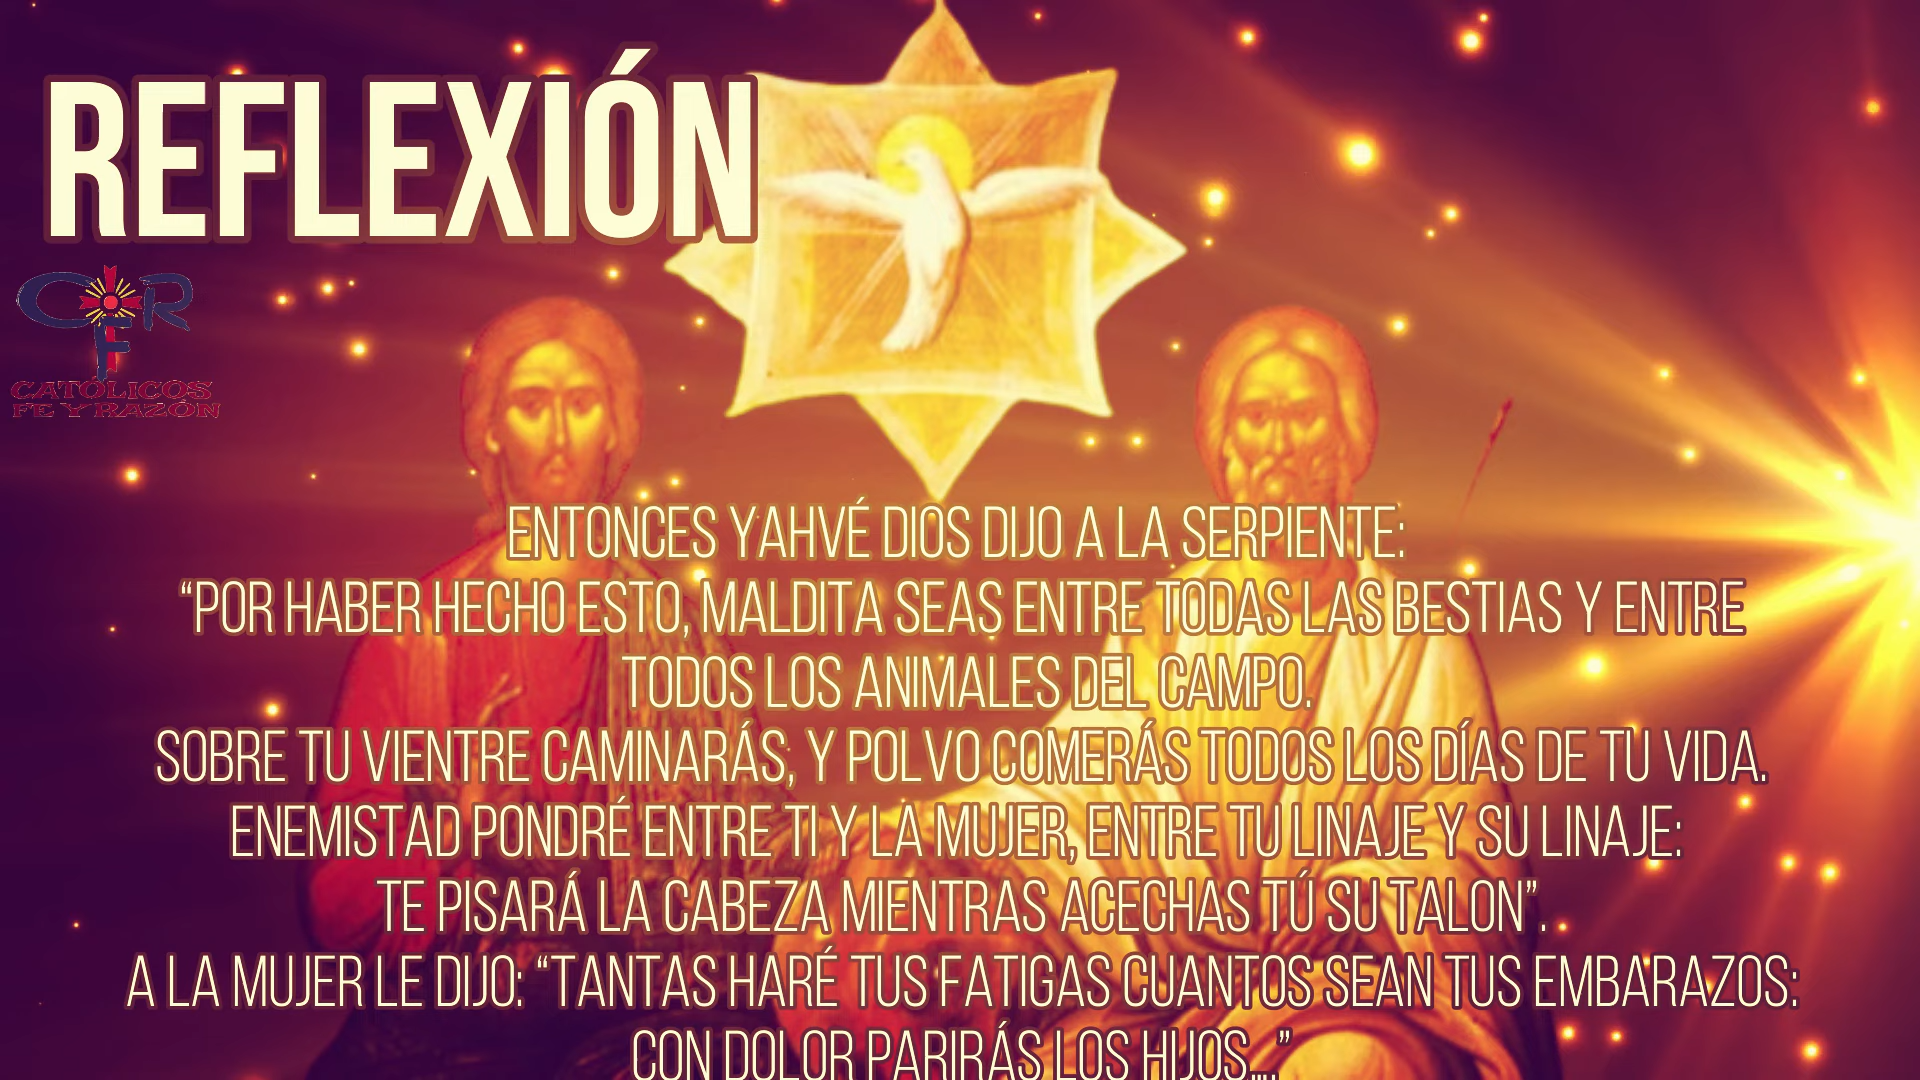 REFLEXIÓN
CFR
CATÓLICOS
FE Y RAZÓN
ENTONCES YAHVÉ DIOS DIJO A LA SERPIENTE:
“POR HABER HECHO ESTO, MALDITA SEAS ENTRE TODAS LAS BESTIAS Y ENTRE
TODOS LOS ANIMALES DEL CAMPO.
SOBRE TU VIENTRE CAMINARÁS, Y POLVO COMERÁS TODOS LOS DÍAS DE TU VIDA.
ENEMISTAD PONDRÉ ENTRE TI Y LA MUJER, ENTRE TU LINAJE Y SU LINAJE:
TE PISARÁ LA CABEZA MIENTRAS ACECHAS TÚ SU TALON”.
A LA MUJER LE DIJO: “TANTAS HARÉ TUS FATIGAS CUANTOS SEAN TUS EMBARAZOS:
CON DOLOR PARIRÁS LOS HIJOS....”